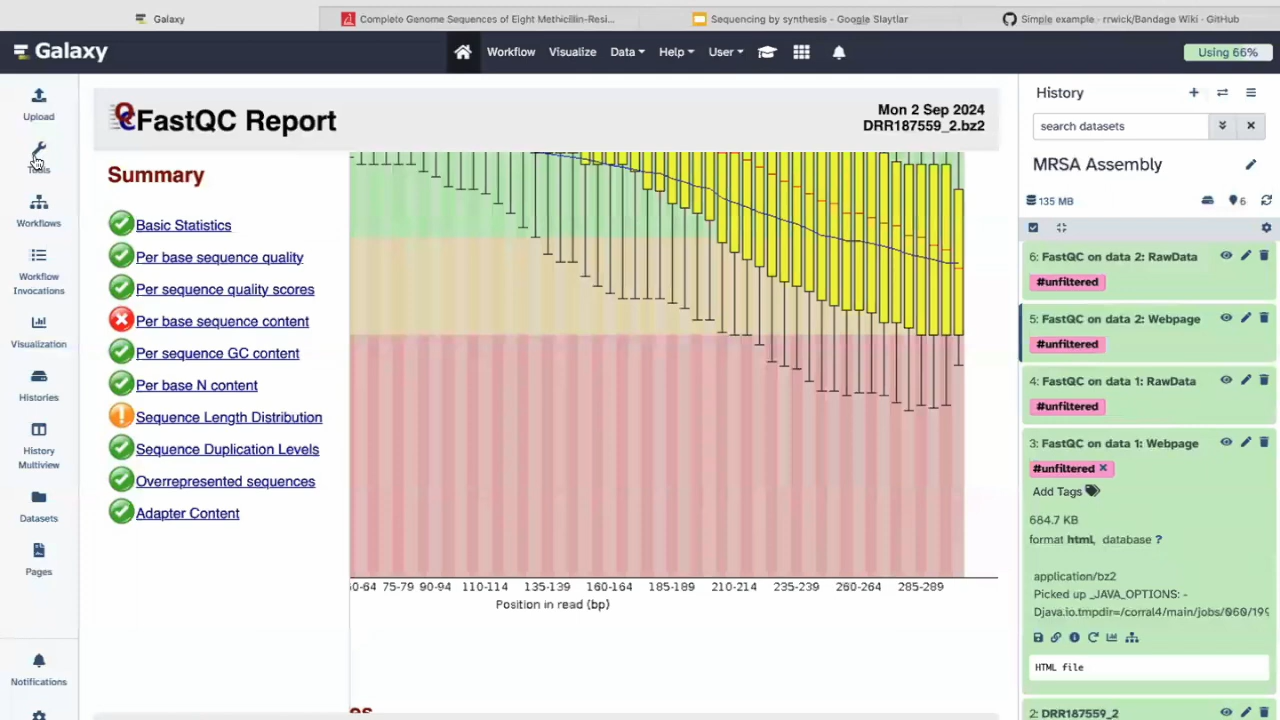 Galaxy
Complete Genome Sequences of Eight Methicillin-Resi...
Sequencing by synthesis - Google Slaytlar
Simple example · rrwick/Bandage Wiki · GitHub
Galaxy
Workflow
Visualize
Data
Help
User
Using 66%
Upload
Tools
Workflows
Workflow
Invocations
Visualization
Histories
History
Multiview
Datasets
Pages
Notifications
FastQC Report
Mon 2 Sep 2024
DRR187559_2.bz2
Summary
Basic Statistics
Per base sequence quality
Per sequence quality scores
Per base sequence content
Per sequence GC content
Per base N content
Sequence Length Distribution
Sequence Duplication Levels
Overrepresented sequences
Adapter Content
0-64 75-79 90-94 110-114 135-139 160-164 185-189 210-214 235-239 260-264 285-289
Position in read (bp)
es
History
search datasets
MRSA Assembly
135 MB
6
6: FastQC on data 2: RawData
#unfiltered
5: FastQC on data 2: Webpage
#unfiltered
4: FastQC on data 1: RawData
#unfiltered
3: FastQC on data 1: Webpage
#unfiltered ×
Add Tags
684.7 KB
format html, database ?
application/bz2
Picked up _JAVA_OPTIONS: -
Djava.io.tmpdir=/corral4/main/jobs/060/199
HTML file
2: DRR187559_2